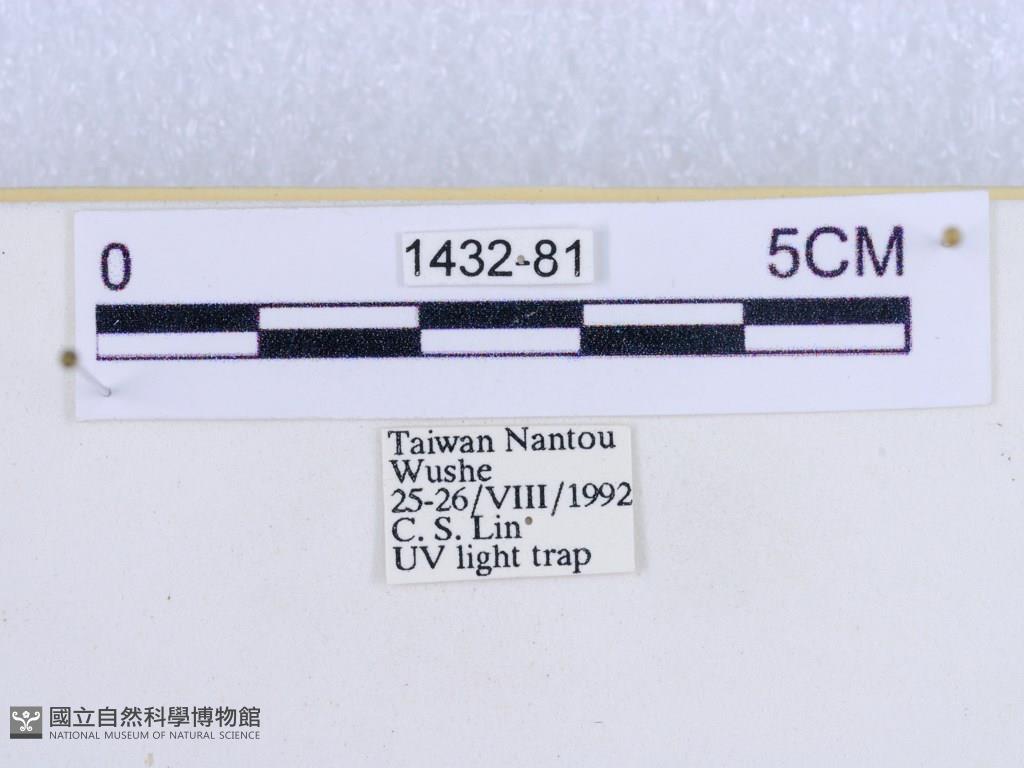 0
1432-81
5CM
Taiwan Nantou
Wushe
25-26/VIII/1992
C. S. Lin
UV light trap
國立自然科學博物館
NATIONAL MUSEUM OF NATURAL SCIENCE